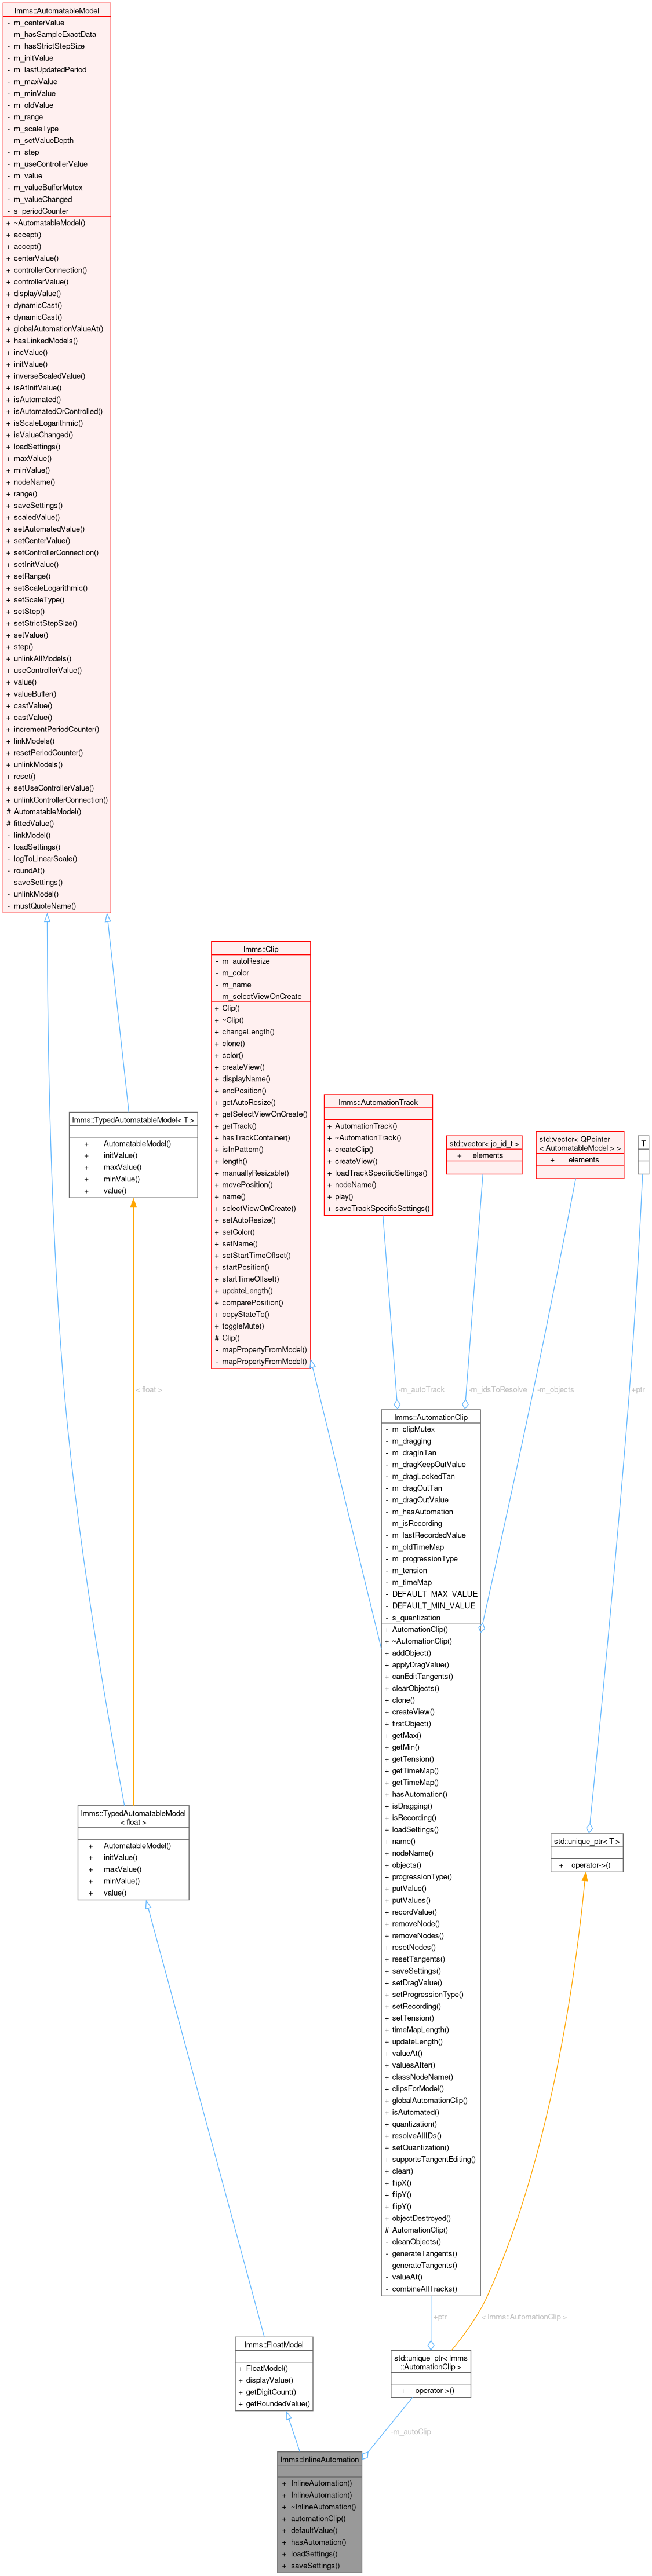 lmms::AutomatableModel
- m_centerValue
- m_hasSampleExactData
- m_hasStrictStepSize
- m_initValue
- m_lastUpdatedPeriod
- m_maxValue
- m_minValue
- m_oldValue
- m_range
- m_scaleType
- m_setValueDepth
- m_step
- m_useControllerValue
- m_value
- m_valueBufferMutex
- m_valueChanged
- s_periodCounter
+ ~AutomatableModel()
+ accept()
+ accept()
+ centerValue()
+ controllerConnection()
+ controllerValue()
+ displayValue()
+ dynamicCast()
+ dynamicCast()
+ globalAutomationValueAt()
+ hasLinkedModels()
+ incValue()
+ initValue()
+ inverseScaledValue()
+ isAtInitValue()
+ isAutomated()
+ isAutomatedOrControlled()
+ isScaleLogarithmic()
+ isValueChanged()
+ loadSettings()
+ maxValue()
+ minValue()
+ nodeName()
+ range()
+ saveSettings()
+ scaledValue()
+ setAutomatedValue()
+ setCenterValue()
+ setControllerConnection()
+ setInitValue()
+ setRange()
+ setScaleLogarithmic()
+ setScaleType()
+ setStep()
+ setStrictStepSize()
+ setValue()
+ step()
+ unlinkAllModels()
+ useControllerValue()
+ value()
+ valueBuffer()
+ castValue()
+ castValue()
+ incrementPeriodCounter()
+ linkModels()
+ resetPeriodCounter()
+ unlinkModels()
+ reset()
+ setUseControllerValue()
+ unlinkControllerConnection()
# AutomatableModel()
# fittedValue()
- linkModel()
- loadSettings()
- logToLinearScale()
- roundAt()
- saveSettings()
- unlinkModel()
- mustQuoteName()
lmms::Clip
- m_autoResize
- m_color
- m_name
- m_selectViewOnCreate
+ Clip()
+ ~Clip()
+ changeLength()
+ clone()
+ color()
+ createView()
+ displayName()
+ endPosition()
+ getAutoResize()
+ getSelectViewOnCreate()
+ getTrack()
+ hasTrackContainer()
+ isInPattern()
+ length()
+ manuallyResizable()
+ movePosition()
+ name()
+ selectViewOnCreate()
+ setAutoResize()
+ setColor()
+ setName()
+ setStartTimeOffset()
+ startPosition()
+ startTimeOffset()
+ updateLength()
+ comparePosition()
+ copyStateTo()
+ toggleMute()
# Clip()
- mapPropertyFromModel()
- mapPropertyFromModel()
lmms::AutomationTrack
+ AutomationTrack()
+ ~AutomationTrack()
+ createClip()
+ createView()
+ loadTrackSpecificSettings()
+ nodeName()
+ play()
+ saveTrackSpecificSettings()
std::vector< jo_id_t >
+ elements
std::vector< QPointer
< AutomatableModel > >
+ elements
T
lmms::TypedAutomatableModel< T >
+ AutomatableModel()
+ initValue()
+ maxValue()
+ minValue()
+ value()
< float >
-m_autoTrack
-m_idsToResolve
-m_objects
+ptr
lmms::AutomationClip
- m_clipMutex
- m_dragging
- m_dragInTan
- m_dragKeepOutValue
- m_dragLockedTan
- m_dragOutTan
- m_dragOutValue
- m_hasAutomation
- m_isRecording
- m_lastRecordedValue
- m_oldTimeMap
- m_progressionType
- m_tension
- m_timeMap
- DEFAULT_MAX_VALUE
- DEFAULT_MIN_VALUE
- s_quantization
+ AutomationClip()
+ ~AutomationClip()
+ addObject()
+ applyDragValue()
+ canEditTangents()
+ clearObjects()
+ clone()
+ createView()
+ firstObject()
+ getMax()
+ getMin()
+ getTension()
+ getTimeMap()
+ getTimeMap()
+ hasAutomation()
+ isDragging()
+ isRecording()
+ loadSettings()
+ name()
+ nodeName()
+ objects()
+ progressionType()
+ putValue()
+ putValues()
+ recordValue()
+ removeNode()
+ removeNodes()
+ resetNodes()
+ resetTangents()
+ saveSettings()
+ setDragValue()
+ setProgressionType()
+ setRecording()
+ setTension()
+ timeMapLength()
+ updateLength()
+ valueAt()
+ valuesAfter()
+ classNodeName()
+ clipsForModel()
+ globalAutomationClip()
+ isAutomated()
+ quantization()
+ resolveAllIDs()
+ setQuantization()
+ supportsTangentEditing()
+ clear()
+ flipX()
+ flipY()
+ flipY()
+ objectDestroyed()
# AutomationClip()
- cleanObjects()
- generateTangents()
- generateTangents()
- valueAt()
- combineAllTracks()
lmms::TypedAutomatableModel
< float >
+ AutomatableModel()
+ initValue()
+ maxValue()
+ minValue()
+ value()
std::unique_ptr< T >
+ operator->()
+ptr
< lmms::AutomationClip >
lmms::FloatModel
+ FloatModel()
+ displayValue()
+ getDigitCount()
+ getRoundedValue()
std::unique_ptr< lmms
::AutomationClip >
+ operator->()
-m_autoClip
lmms::InlineAutomation
+ InlineAutomation()
+ InlineAutomation()
+ ~InlineAutomation()
+ automationClip()
+ defaultValue()
+ hasAutomation()
+ loadSettings()
+ saveSettings()